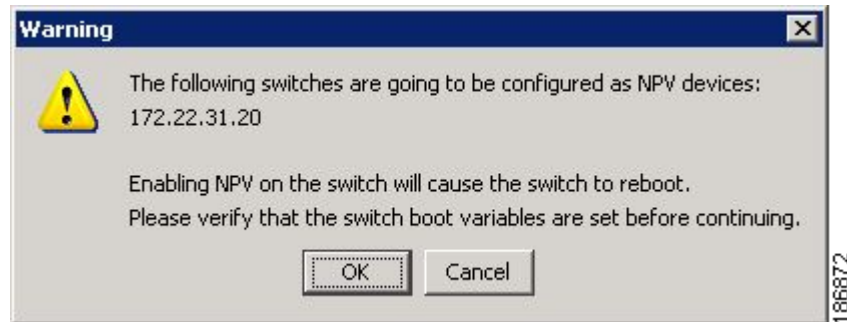 Warning
The following switches are going to be configured as NPV devices:
172.22.31.20
Enabling NPV on the switch will cause the switch to reboot.
Please verify that the switch boot variables are set before continuing.
OK
Cancel
186872